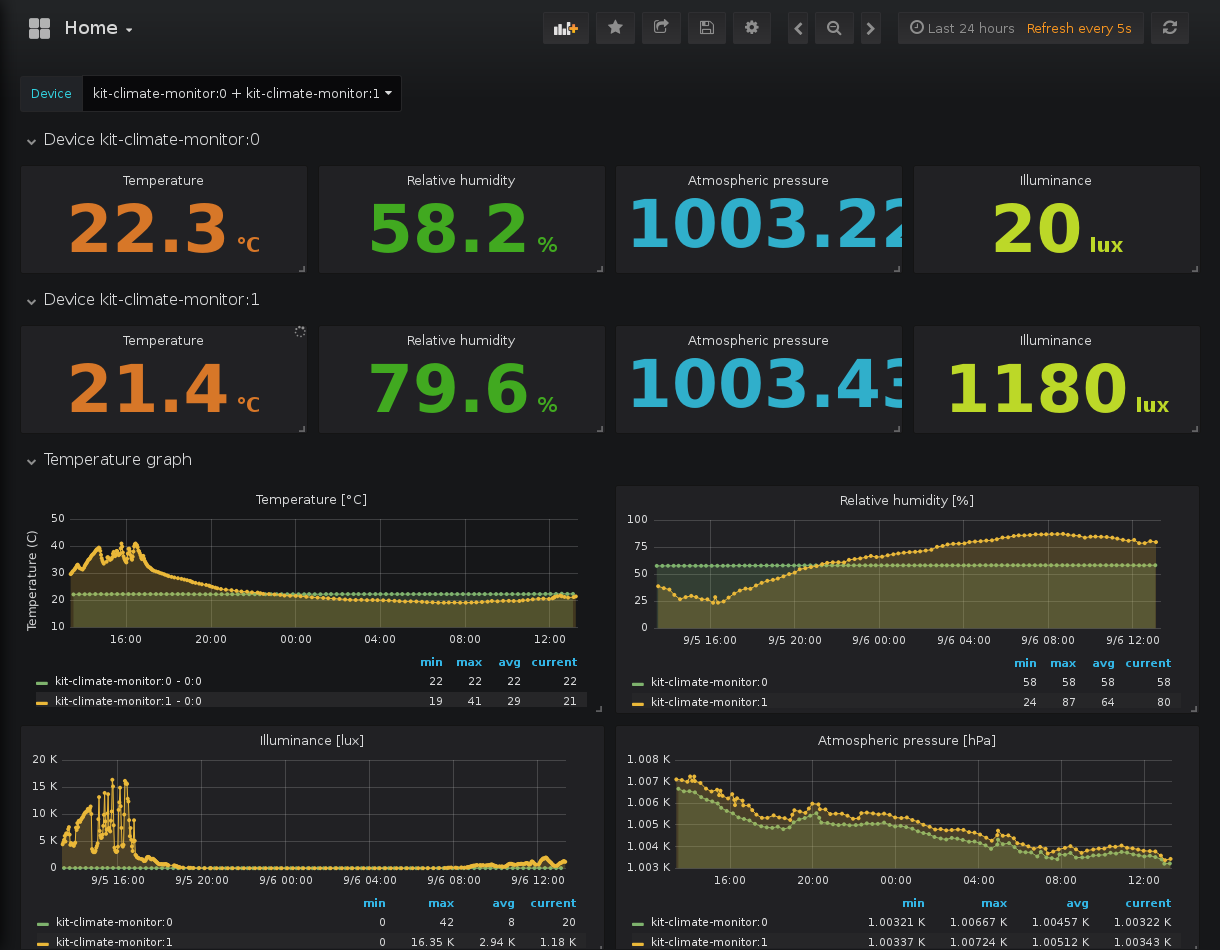 Home
Last 24 hours Refresh every 5s
Device kit-climate-monitor:0 + kit-climate-monitor:1
Device kit-climate-monitor:0
Temperature Relative humidity Atmospheric pressure Illuminance
22.3 °C 58.2 % 1003.22 20 lux
Device kit-climate-monitor:1
Temperature Relative humidity Atmospheric pressure Illuminance
21.4 °C 79.6 % 1003.43 1180 lux
Temperature graph
Temperature [°C]
Temperature (C)
50
40
30
20
10
16:00 20:00 00:00 04:00 08:00 12:00
min max avg current
kit-climate-monitor:0 - 0:0 22 22 22 22
kit-climate-monitor:1 - 0:0 19 41 29 21
Relative humidity [%]
100
75
50
25
0
9/5 16:00 9/5 20:00 9/6 00:00 9/6 04:00 9/6 08:00 9/6 12:00
min max avg current
kit-climate-monitor:0 58 58 58 58
kit-climate-monitor:1 24 87 64 80
Illuminance [lux]
20 K
15 K
10 K
5 K
0
9/5 16:00 9/5 20:00 9/6 00:00 9/6 04:00 9/6 08:00 9/6 12:00
min max avg current
kit-climate-monitor:0 0 42 8 20
kit-climate-monitor:1 0 16.35 K 2.94 K 1.18 K
Atmospheric pressure [hPa]
1.008 K
1.007 K
1.006 K
1.005 K
1.004 K
1.003 K
16:00 20:00 00:00 04:00 08:00 12:00
min max avg current
kit-climate-monitor:0 1.00321 K 1.00667 K 1.00457 K 1.00322 K
kit-climate-monitor:1 1.00337 K 1.00724 K 1.00512 K 1.00343 K